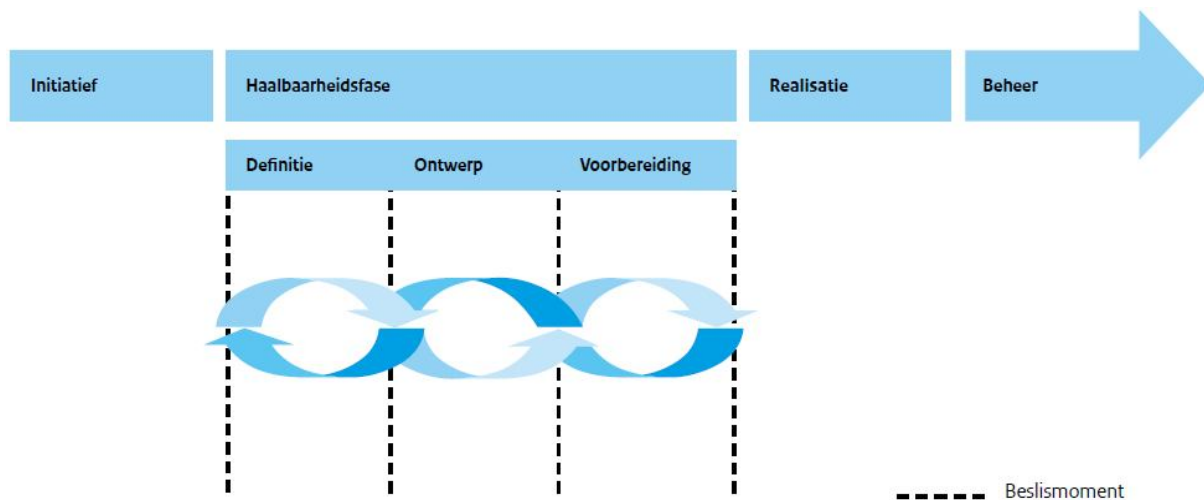 Initiatief
Haalbaarheidsfase
Realisatie
Beheer
Definitie
Ontwerp
Voorbereiding
Beslismoment